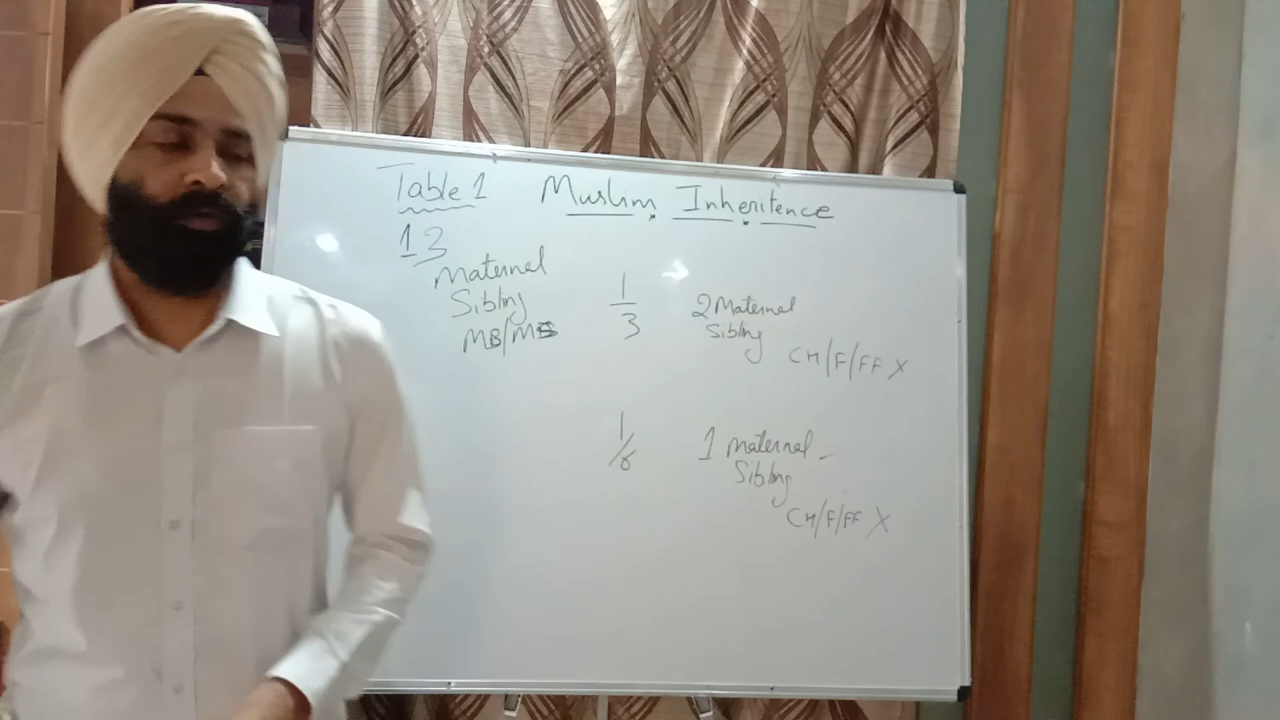 Table 1 Muslim Inheritence
13
Maternal
Sibling
MB/MS
1/3
2 Maternal
Sibling
CH/F/FF X
1/6
1 Maternal
Sibling
CH/F/FF X